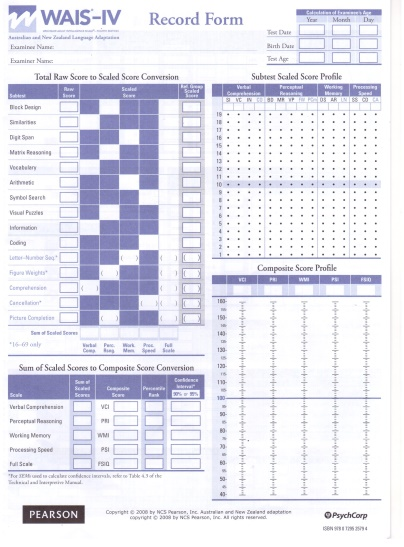 WAIS-IV Record Form
Australian and New Zealand Language Adaptation
Examinee Name:
Examiner Name:
Calculation of Examinee's Age
Year Month Day
Test Date
Birth Date
Test Age
Total Raw Score to Scaled Score Conversion
Subtest Raw Score Scaled Score Ref. Group Scaled Score
Block Design
Similarities
Digit Span
Matrix Reasoning
Vocabulary
Arithmetic
Symbol Search
Visual Puzzles
Information
Coding
Letter–Number Seq.* ( ) ( ) ( )
Figure Weights* ( ) ( ) ( )
Comprehension ( ) ( ) ( )
Cancellation* ( ) ( ) ( )
Picture Completion ( ) ( ) ( )
Sum of Scaled Scores
*16–69 only
Verbal Comp. Perc. Rsng. Work. Mem. Proc. Speed Full Scale
Subtest Scaled Score Profile
Verbal Comprehension Perceptual Reasoning Working Memory Processing Speed
SI VC IN CO BD MR VP FW PCm DS AR LN SS CD CA
19
18
17
16
15
14
13
12
11
10
9
8
7
6
5
4
3
2
1
Composite Score Profile
VCI PRI WMI PSI FSIQ
160
155
150
145
140
135
130
125
120
115
110
105
100
95
90
85
80
75
70
65
60
55
50
45
40
Sum of Scaled Scores to Composite Score Conversion
Scale Sum of Scaled Scores Composite Score Percentile Rank Confidence Interval* 90% or 95%
Verbal Comprehension VCI
Perceptual Reasoning PRI
Working Memory WMI
Processing Speed PSI
Full Scale FSIQ
*For SEMs used to calculate confidence intervals, refer to Table 4.3 of the
Technical and Interpretive Manual.
PEARSON
Copyright © 2008 by NCS Pearson, Inc. Australian and New Zealand adaptation
copyright © 2008 by NCS Pearson, Inc. All rights reserved.
PsychCorp
ISBN 978 0 7295 2579 4